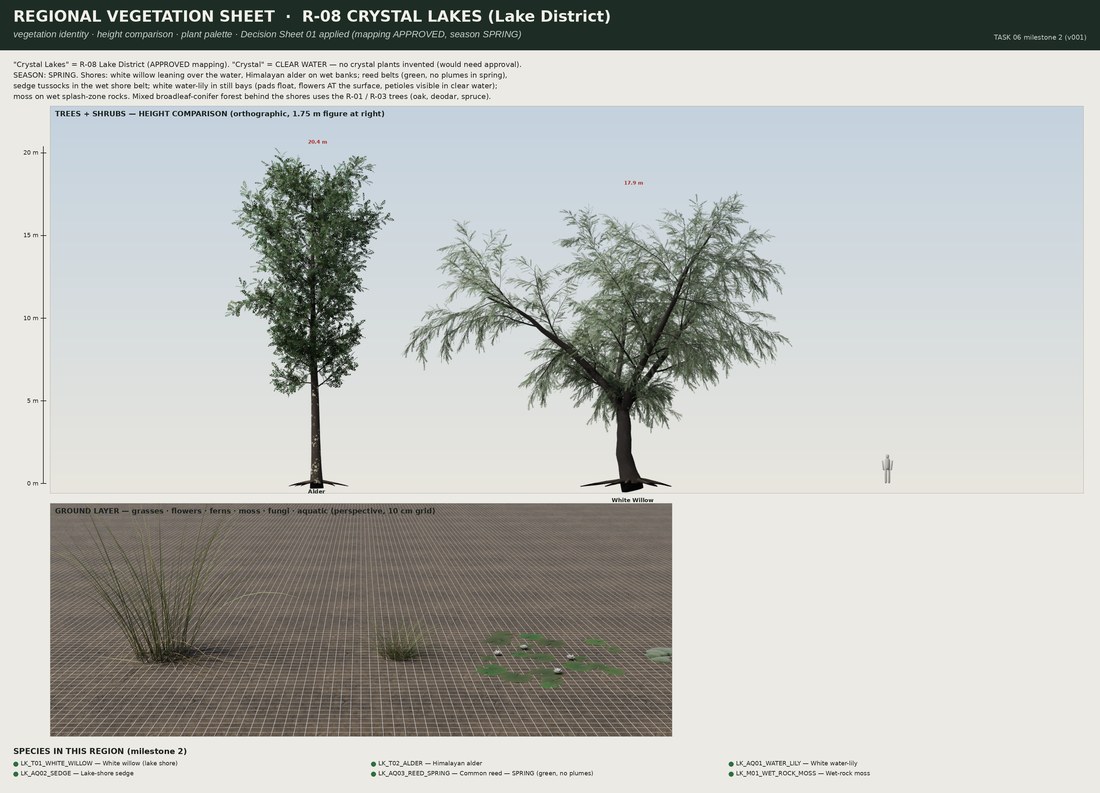 REGIONAL VEGETATION SHEET · R-08 CRYSTAL LAKES (Lake District)
vegetation identity · height comparison · plant palette · Decision Sheet 01 applied (mapping APPROVED, season SPRING)
TASK 06 milestone 2 (v001)
"Crystal Lakes" = R-08 Lake District (APPROVED mapping). "Crystal" = CLEAR WATER — no crystal plants invented (would need approval).
SEASON: SPRING. Shores: white willow leaning over the water, Himalayan alder on wet banks; reed belts (green, no plumes in spring),
sedge tussocks in the wet shore belt; white water-lily in still bays (pads float, flowers AT the surface, petioles visible in clear water);
moss on wet splash-zone rocks. Mixed broadleaf-conifer forest behind the shores uses the R-01 / R-03 trees (oak, deodar, spruce).
TREES + SHRUBS — HEIGHT COMPARISON (orthographic, 1.75 m figure at right)
20.4 m
17.9 m
20 m
15 m
10 m
5 m
0 m
Alder
White Willow
GROUND LAYER — grasses · flowers · ferns · moss · fungi · aquatic (perspective, 10 cm grid)
SPECIES IN THIS REGION (milestone 2)
LK_T01_WHITE_WILLOW — White willow (lake shore)
LK_T02_ALDER — Himalayan alder
LK_AQ01_WATER_LILY — White water-lily
LK_AQ02_SEDGE — Lake-shore sedge
LK_AQ03_REED_SPRING — Common reed — SPRING (green, no plumes)
LK_M01_WET_ROCK_MOSS — Wet-rock moss